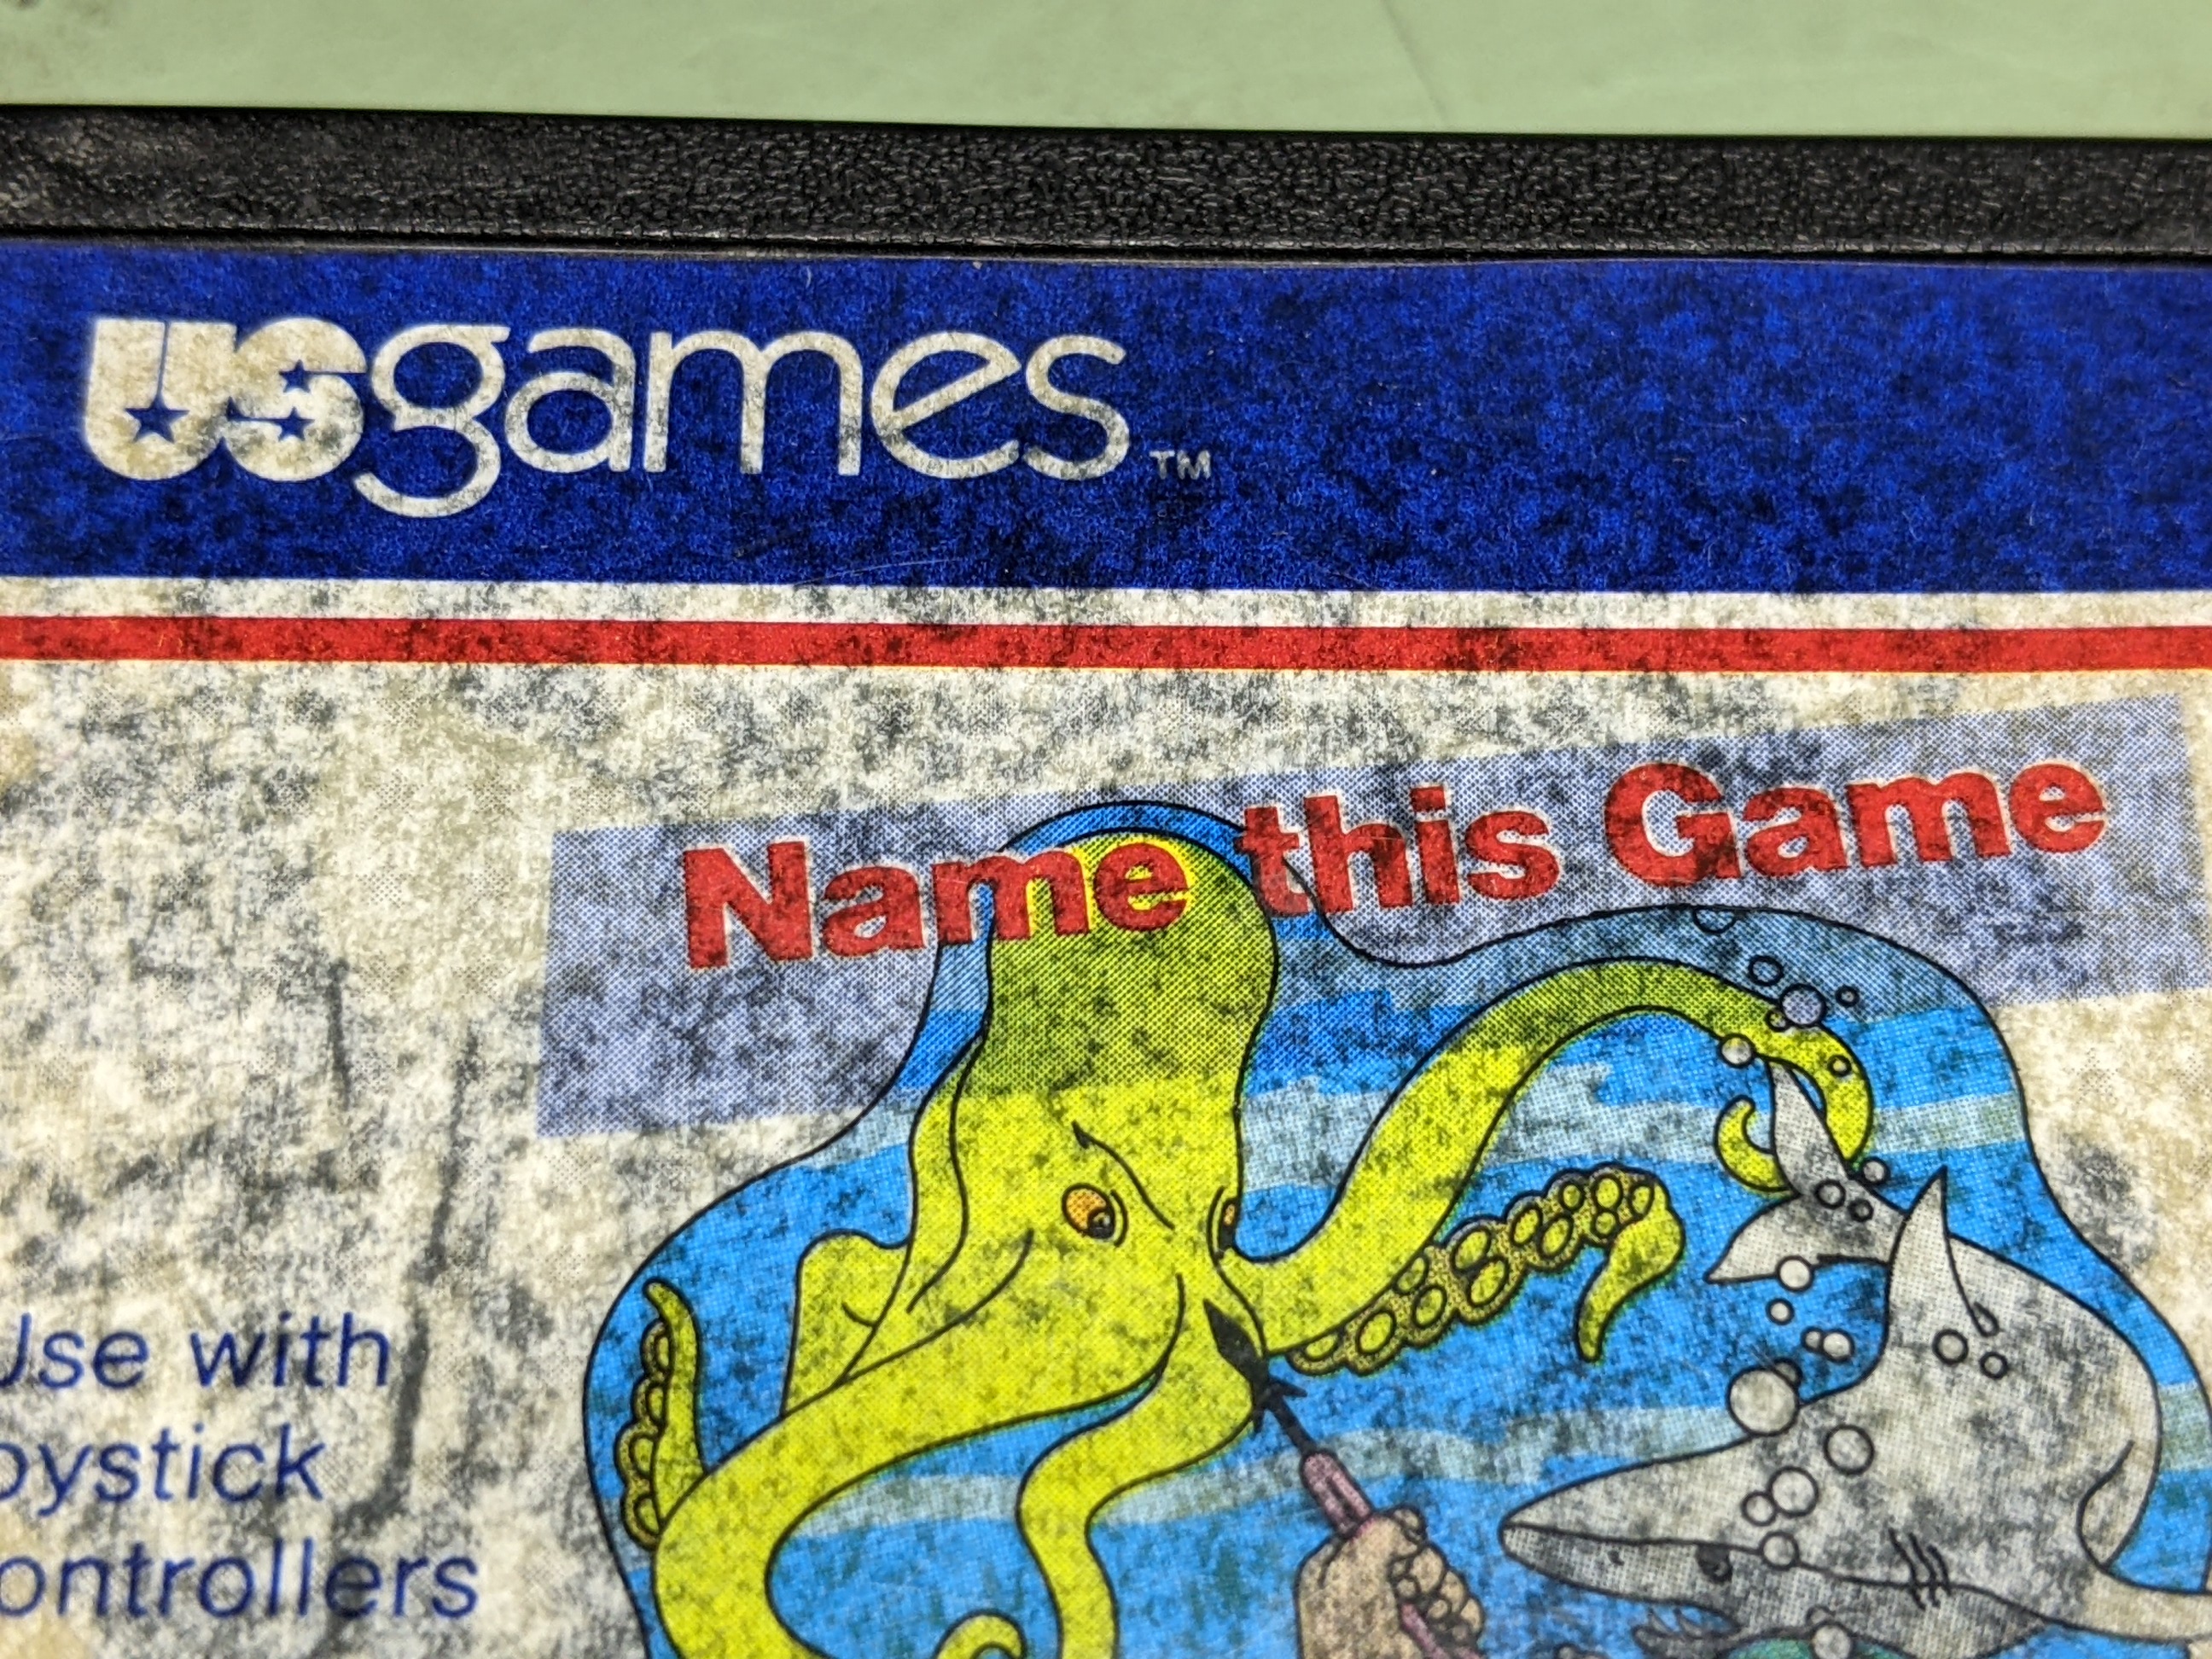 usgames™
Name this Game
Use with
oystick
ontrollers